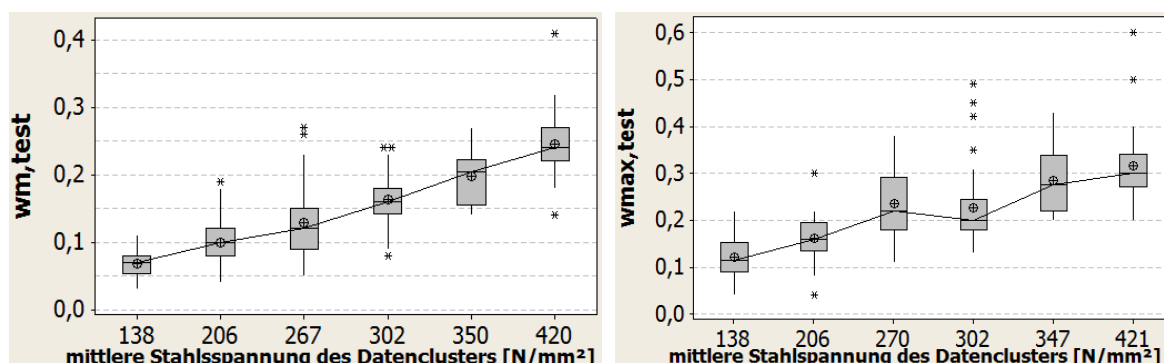 wm,test
0,4
0,3
0,2
0,1
0,0
138 206 267 302 350 420
mittlere Stahlsspannung des Datenclusters [N/mm²]
wmax,test
0,6
0,5
0,4
0,3
0,2
0,1
0,0
138 206 270 302 347 421
mittlere Stahlsspannung des Datenclusters [N/mm²]